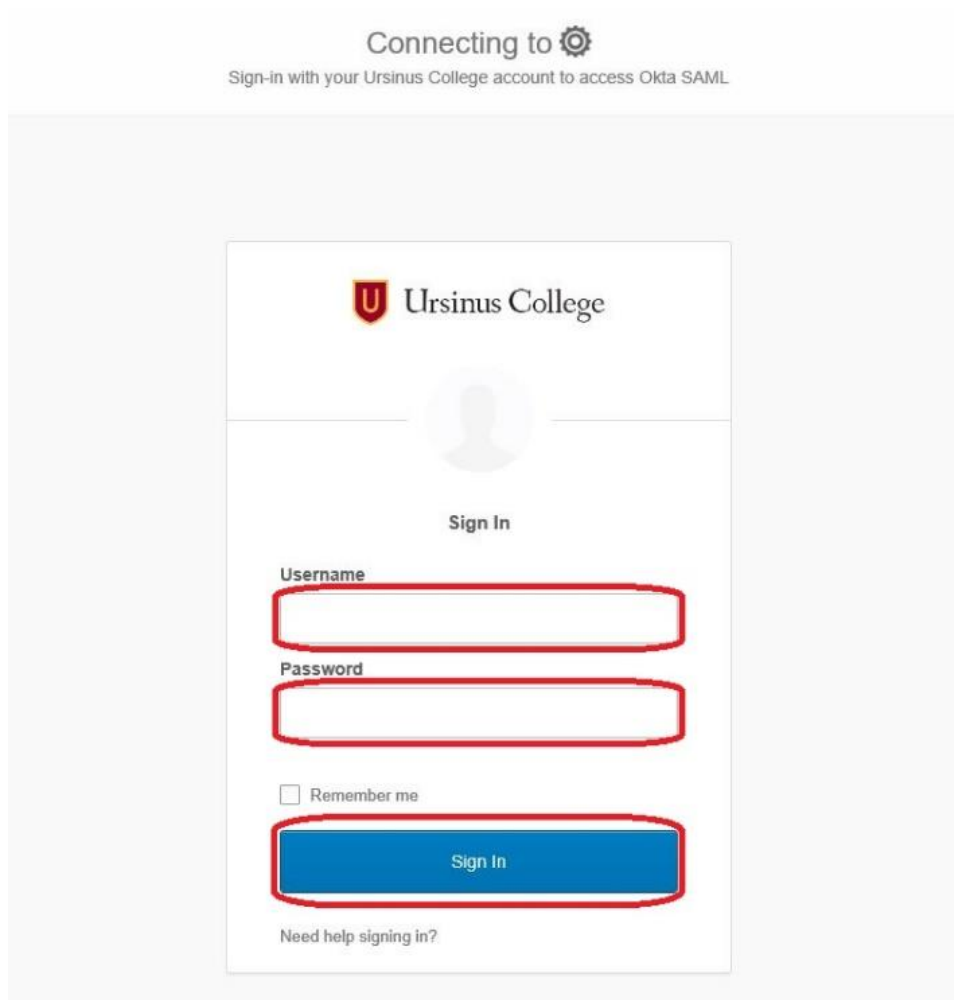 Connecting to
Sign-in with your Ursinus College account to access Okta SAML
U Ursinus College
Sign In
Username
Password
Remember me
Sign In
Need help signing in?